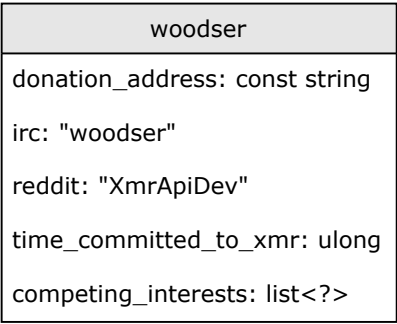 woodser
donation_address: const string
irc: "woodser"
reddit: "XmrApiDev"
time_committed_to_xmr: ulong
competing_interests: list<?>